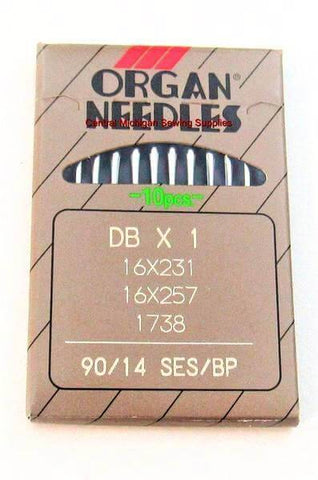 ORGAN®
NEEDLES
Central Michigan Sewing Supplies
-10pcs-
DB X 1
16X231
16X257
1738
90/14 SES/BP